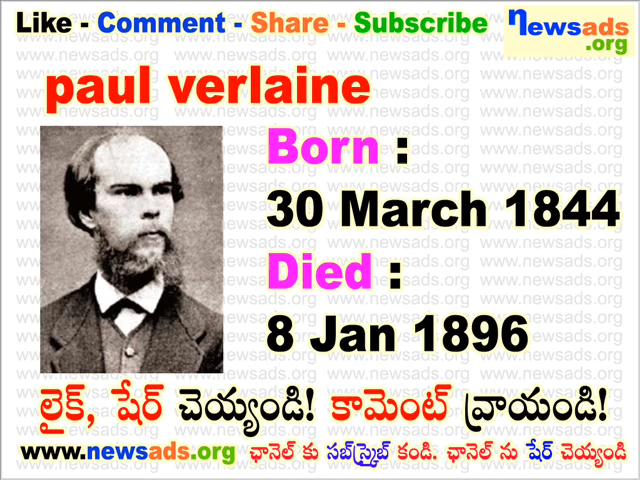 Like - Comment - Share - Subscribe
newsads
.org
paul verlaine
Born :
30 March 1844
Died :
8 Jan 1896
లైక్, షేర్ చెయ్యండి! కామెంట్ వ్రాయండి!
www.newsads.org ఛానెల్ కు సబ్‌స్క్రైబ్ కండి. ఛానెల్ ను షేర్ చెయ్యండి